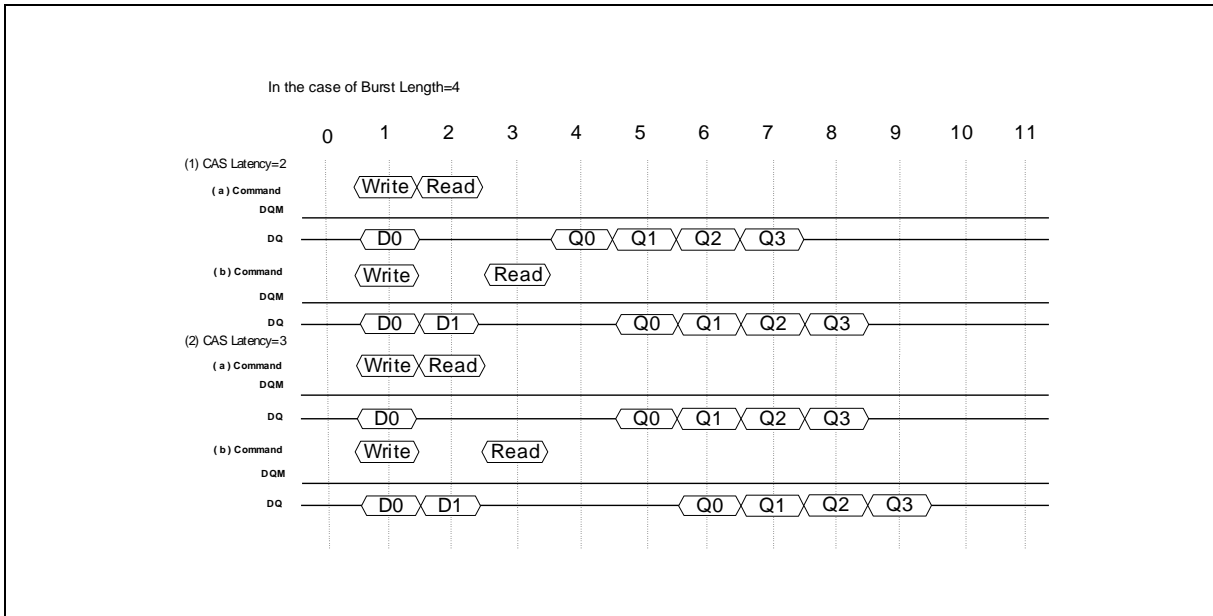 In the case of Burst Length=4
0 1 2 3 4 5 6 7 8 9 10 11
(1) CAS Latency=2
( a ) Command Write Read
DQM
DQ D0 Q0 Q1 Q2 Q3
( b ) Command Write Read
DQM
DQ D0 D1 Q0 Q1 Q2 Q3
(2) CAS Latency=3
( a ) Command Write Read
DQM
DQ D0 Q0 Q1 Q2 Q3
( b ) Command Write Read
DQM
DQ D0 D1 Q0 Q1 Q2 Q3